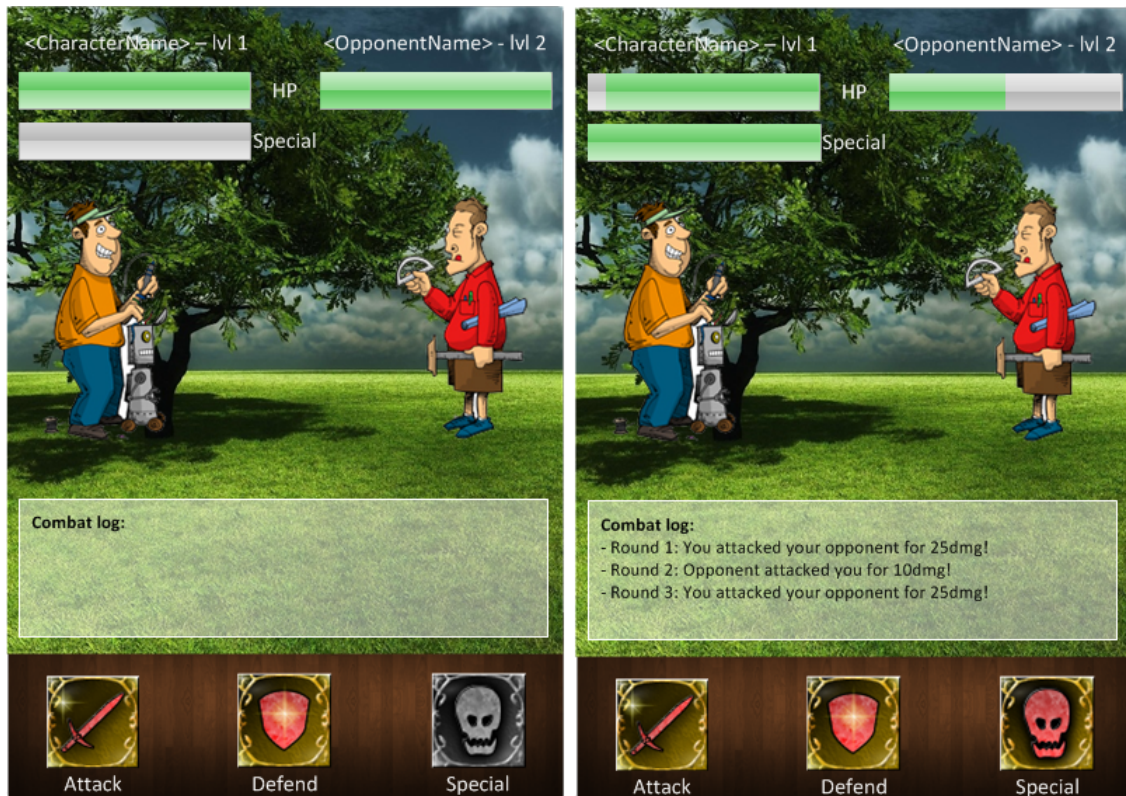 <CharacterName> – lvl 1
<OpponentName> - lvl 2
HP
Special
Combat log:
Attack
Defend
Special
<CharacterName> – lvl 1
<OpponentName> - lvl 2
HP
Special
Combat log:
- Round 1: You attacked your opponent for 25dmg!
- Round 2: Opponent attacked you for 10dmg!
- Round 3: You attacked your opponent for 25dmg!
Attack
Defend
Special